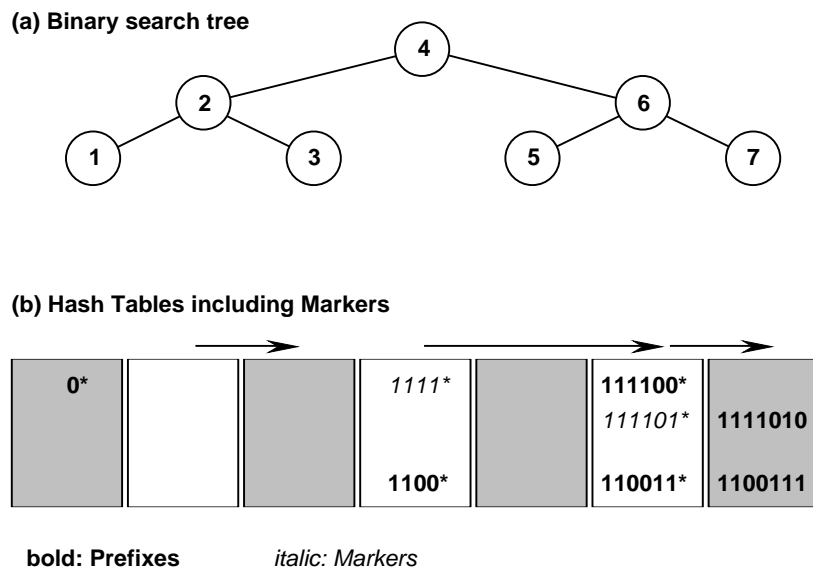 (a) Binary search tree
4
2 6
1 3 5 7
(b) Hash Tables including Markers
0* 1111* 111100*
111101* 1111010
1100* 110011* 1100111
bold: Prefixes italic: Markers